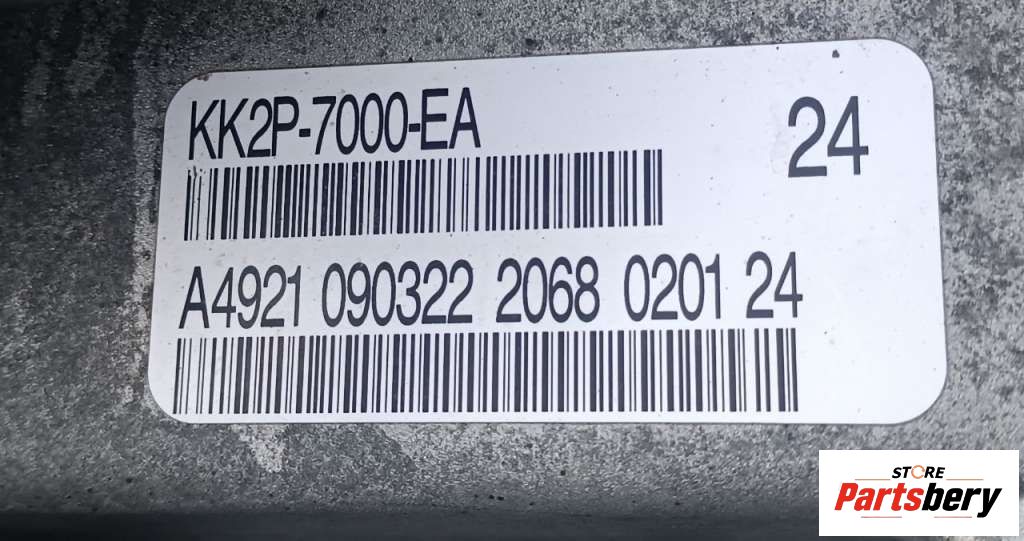 KK2P-7000-EA
24
A4921 090322 2068 0201 24
STORE
Partsbery